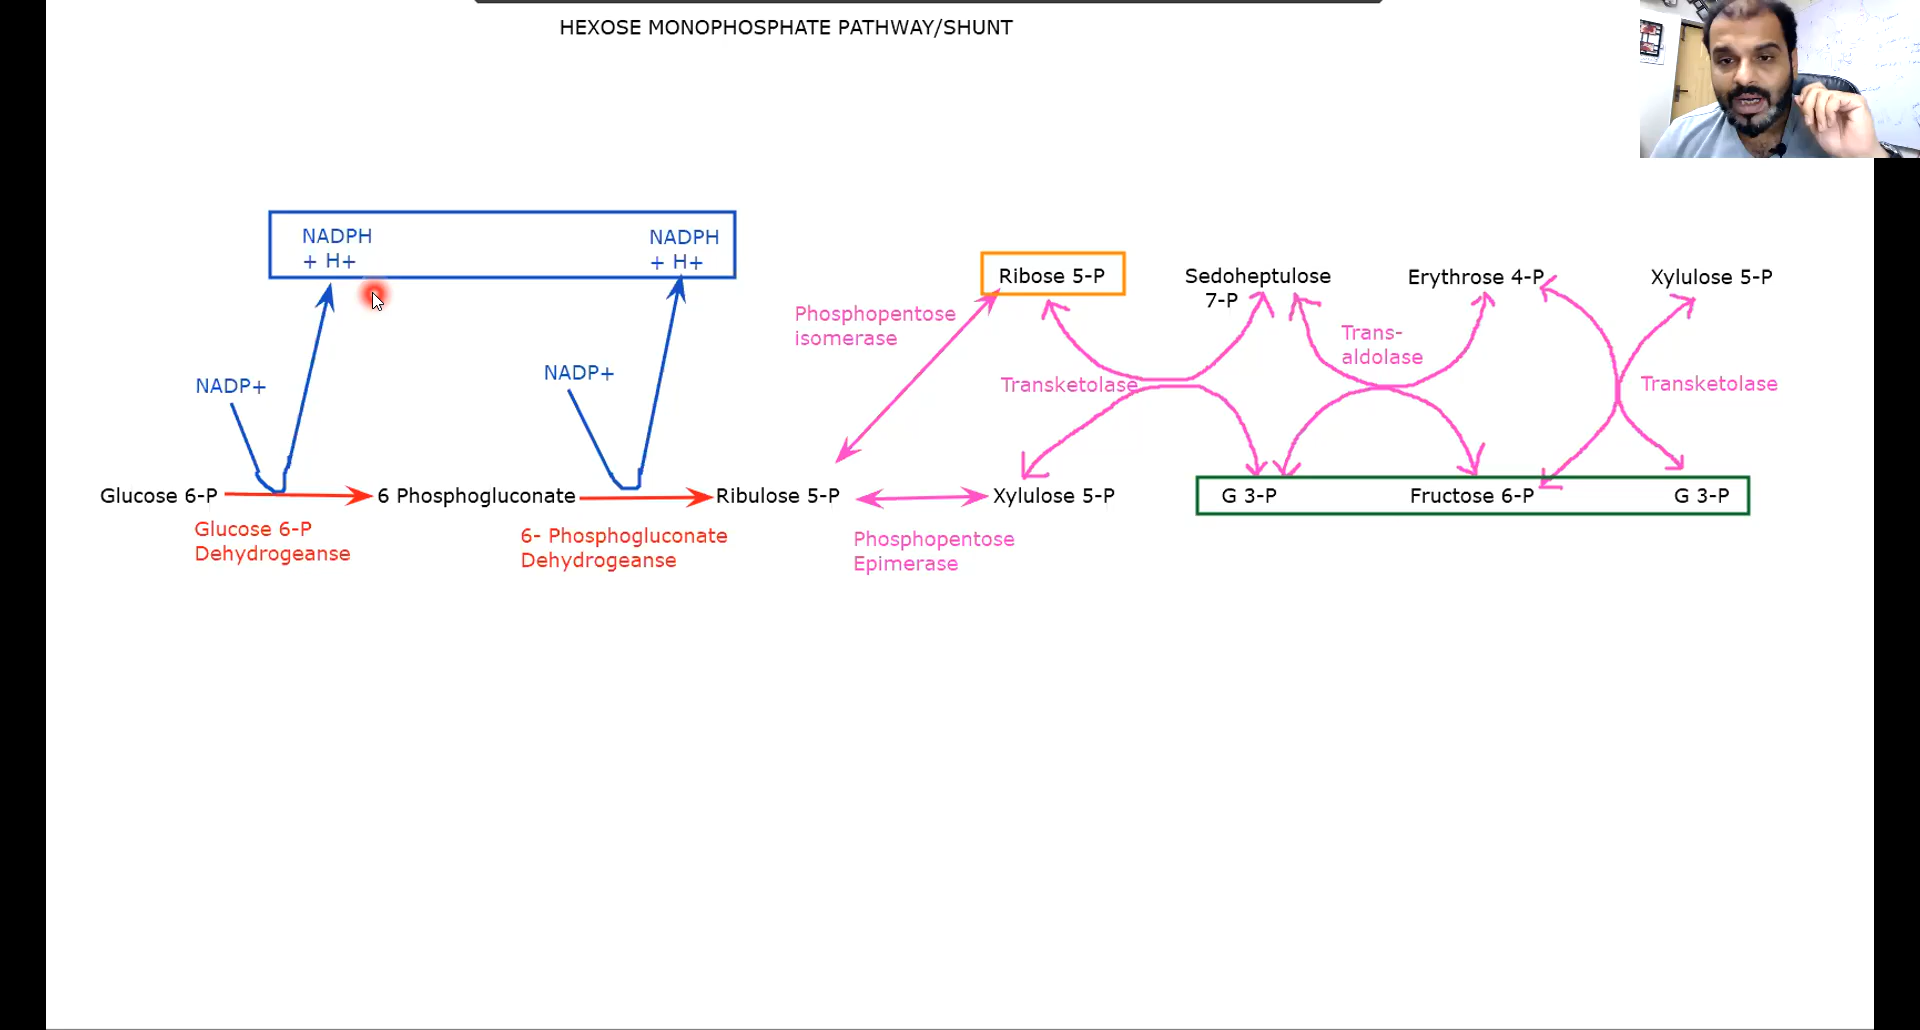 HEXOSE MONOPHOSPHATE PATHWAY/SHUNT
NADPH
+ H+
NADPH
+ H+
NADP+
NADP+
Glucose 6-P
6 Phosphogluconate
Ribulose 5-P
Xylulose 5-P
Glucose 6-P
Dehydrogeanse
6- Phosphogluconate
Dehydrogeanse
Phosphopentose
isomerase
Phosphopentose
Epimerase
Ribose 5-P
Sedoheptulose
7-P
Erythrose 4-P
Xylulose 5-P
Transketolase
Trans-
aldolase
Transketolase
G 3-P
Fructose 6-P
G 3-P